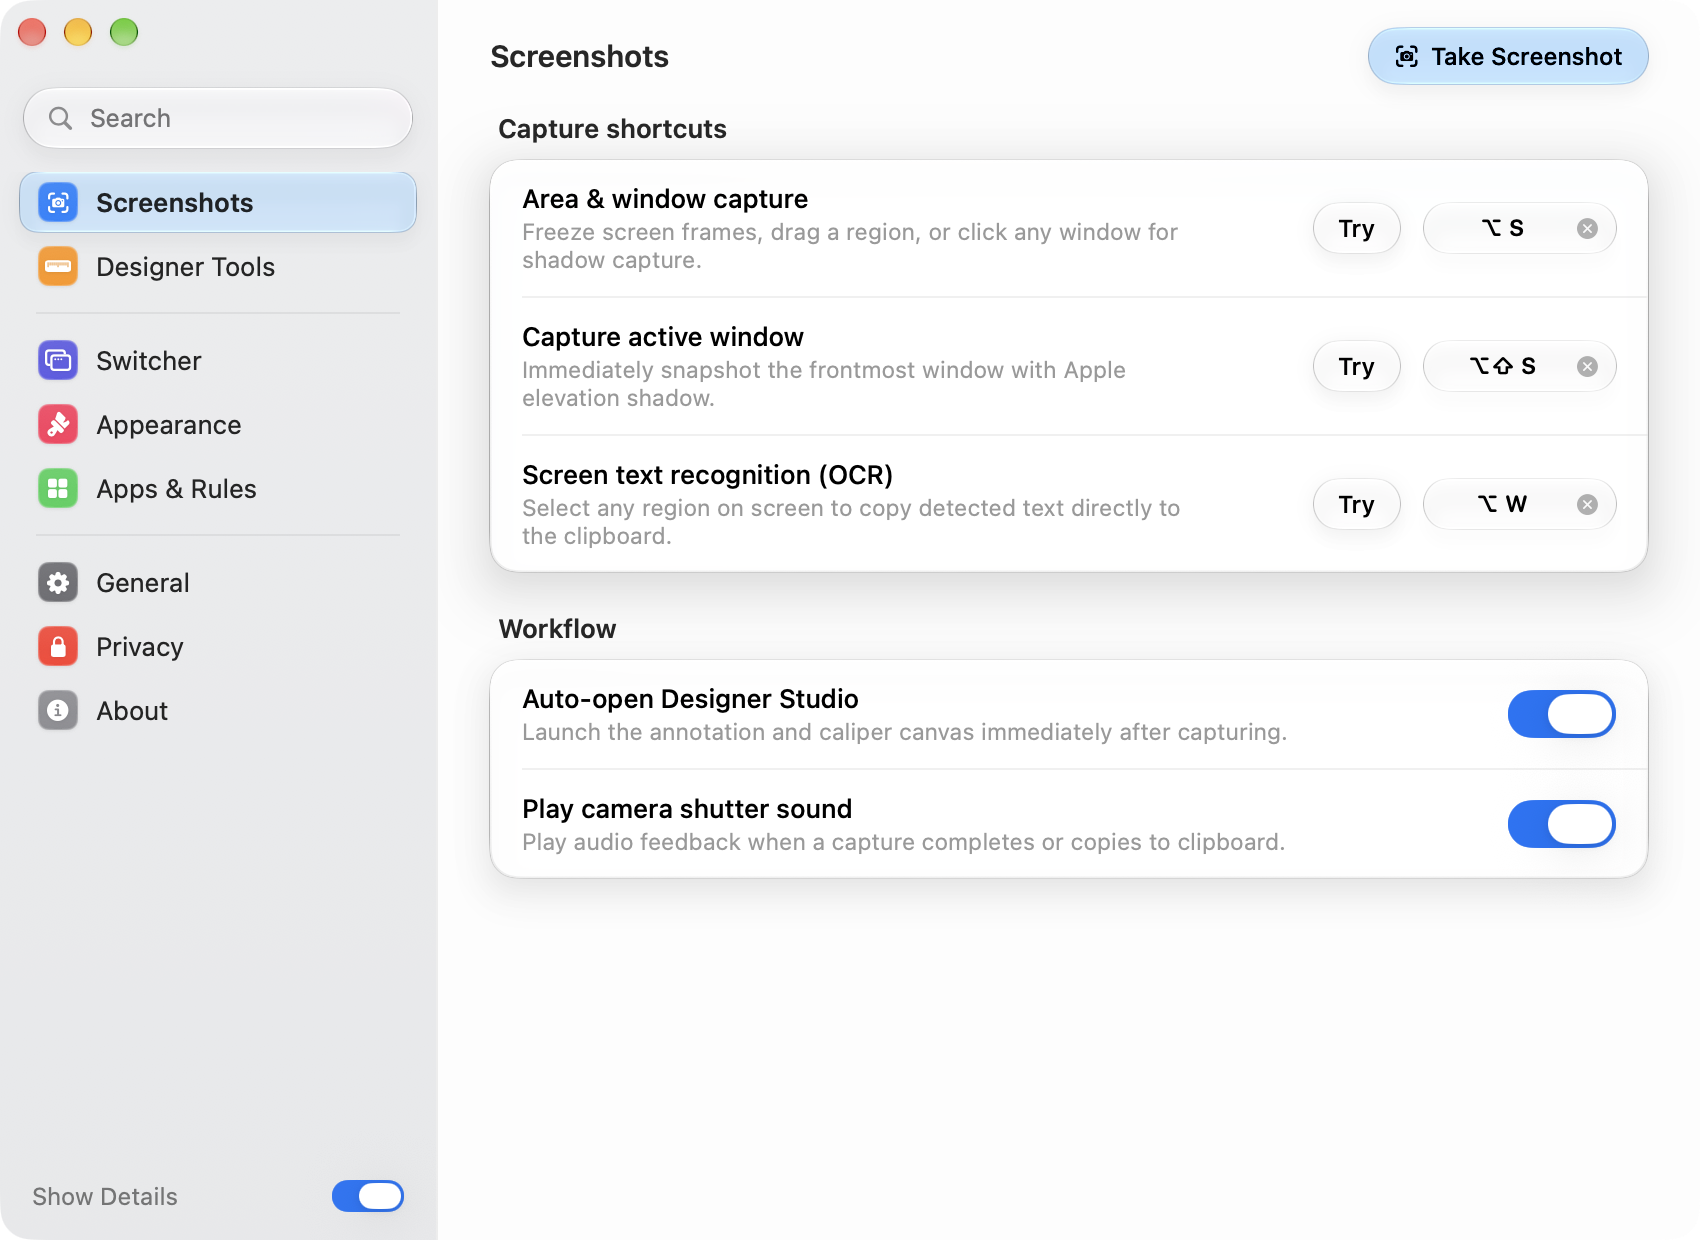 Search
Screenshots
Designer Tools
Switcher
Appearance
Apps & Rules
General
Privacy
About
Show Details
Screenshots
Take Screenshot
Capture shortcuts
Area & window capture
Freeze screen frames, drag a region, or click any window for
shadow capture.
Try
⌥ S
Capture active window
Immediately snapshot the frontmost window with Apple
elevation shadow.
Try
⌥⇧ S
Screen text recognition (OCR)
Select any region on screen to copy detected text directly to
the clipboard.
Try
⌥ W
Workflow
Auto-open Designer Studio
Launch the annotation and caliper canvas immediately after capturing.
Play camera shutter sound
Play audio feedback when a capture completes or copies to clipboard.